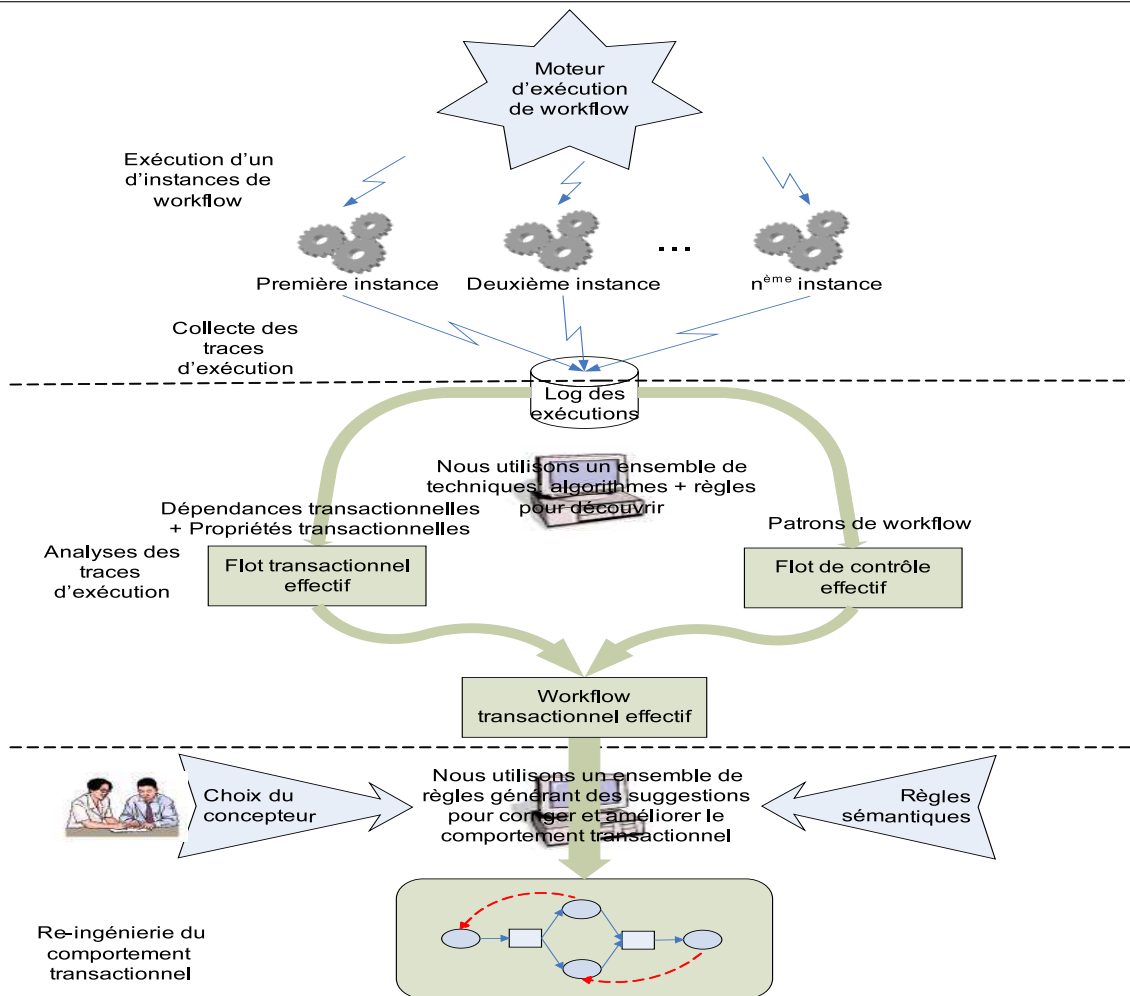 Moteur
d'exécution
de workflow
Exécution d'un
d'instances de
workflow
...
Première instance
Deuxième instance
nème instance
Collecte des
traces
d'exécution
Log des
exécutions
Nous utilisons un ensemble de
techniques: algorithmes + règles
pour découvrir
Dépendances transactionnelles
+ Propriétés transactionnelles
Patrons de workflow
Analyses des
traces
d'exécution
Flot transactionnel
effectif
Flot de contrôle
effectif
Workflow
transactionnel effectif
Choix du
concepteur
Nous utilisons un ensemble de
règles générant des suggestions
pour corriger et améliorer le
comportement transactionnel
Règles
sémantiques
Re-ingénierie du
comportement
transactionnel